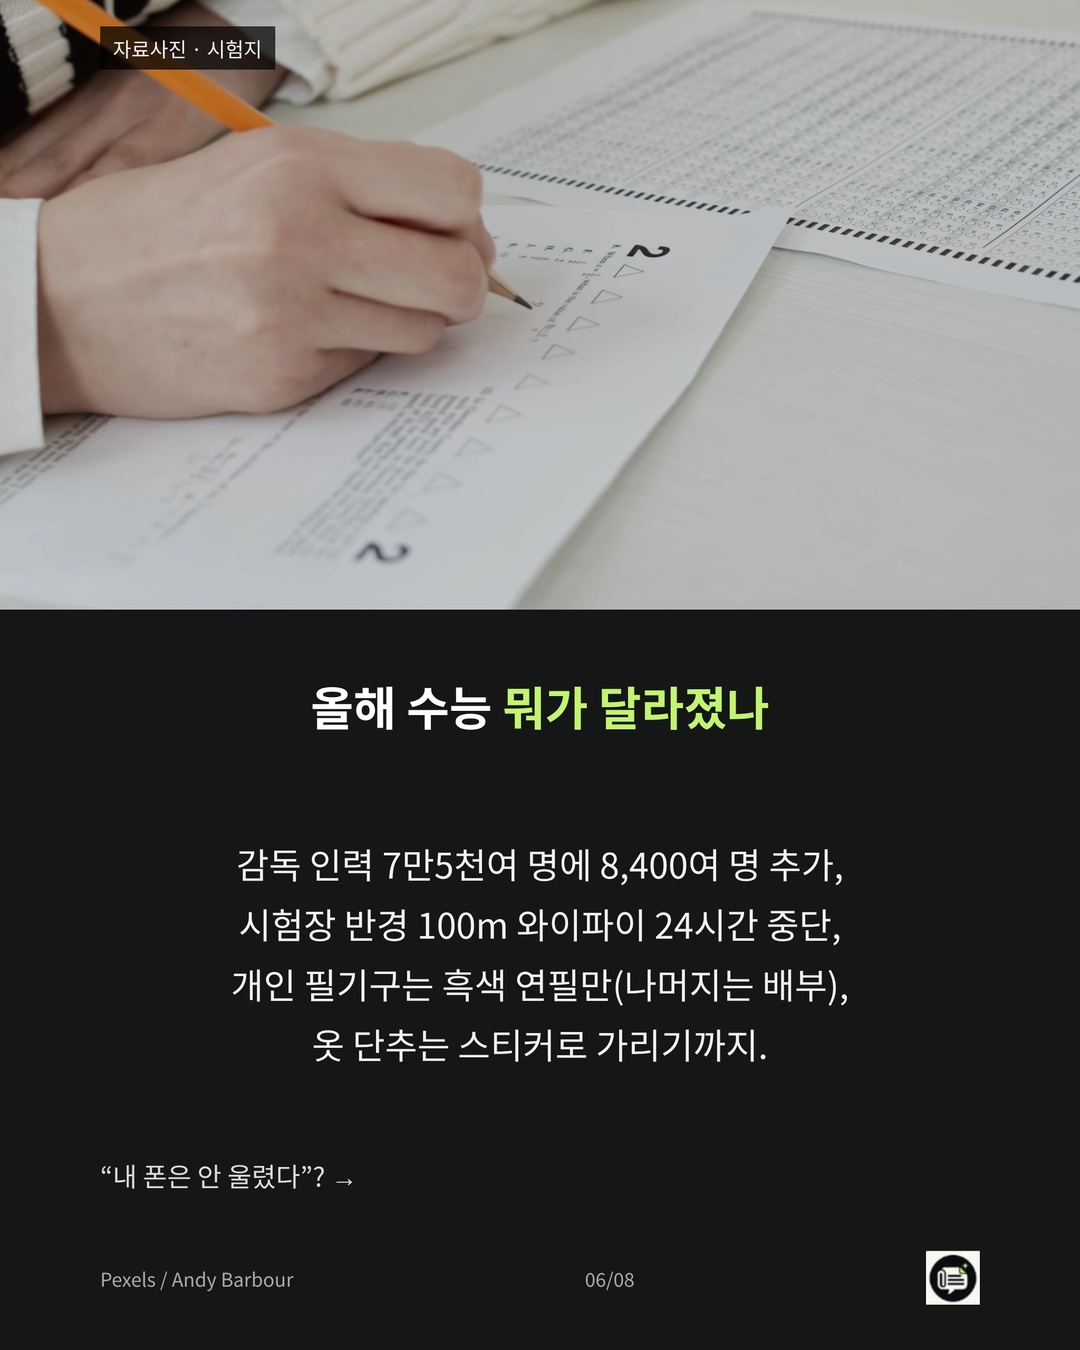 자료사진 · 시험지
2
2
올해 수능 뭐가 달라졌나
감독 인력 7만5천여 명에 8,400여 명 추가,
시험장 반경 100m 와이파이 24시간 중단,
개인 필기구는 흑색 연필만(나머지는 배부),
옷 단추는 스티커로 가리기까지.
“내 폰은 안 울렸다”? →
Pexels / Andy Barbour
06/08